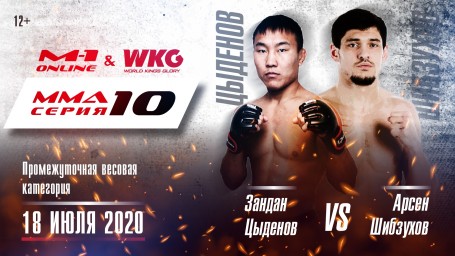 12+
M-1 ONLINE & WKG
WORLD KINGS GLORY
ММА
СЕРИЯ 10
Промежуточная весовая
категория
18 ИЮЛЯ 2020
ЦЫДЕНОВ
Зандан
Цыденов
VS
Арсен
Шибзухов